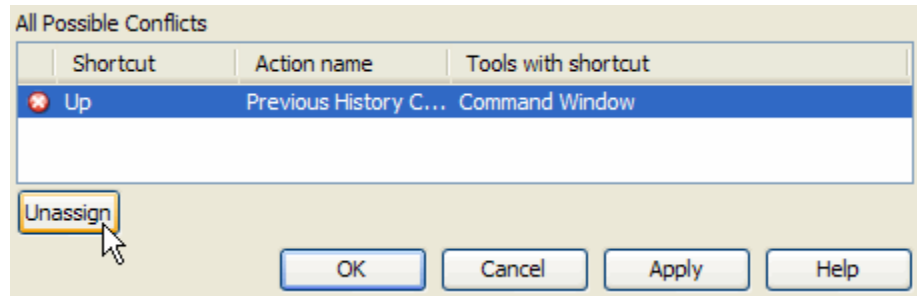 All Possible Conflicts
Shortcut Action name Tools with shortcut
Up Previous History C... Command Window
Unassign
OK Cancel Apply Help